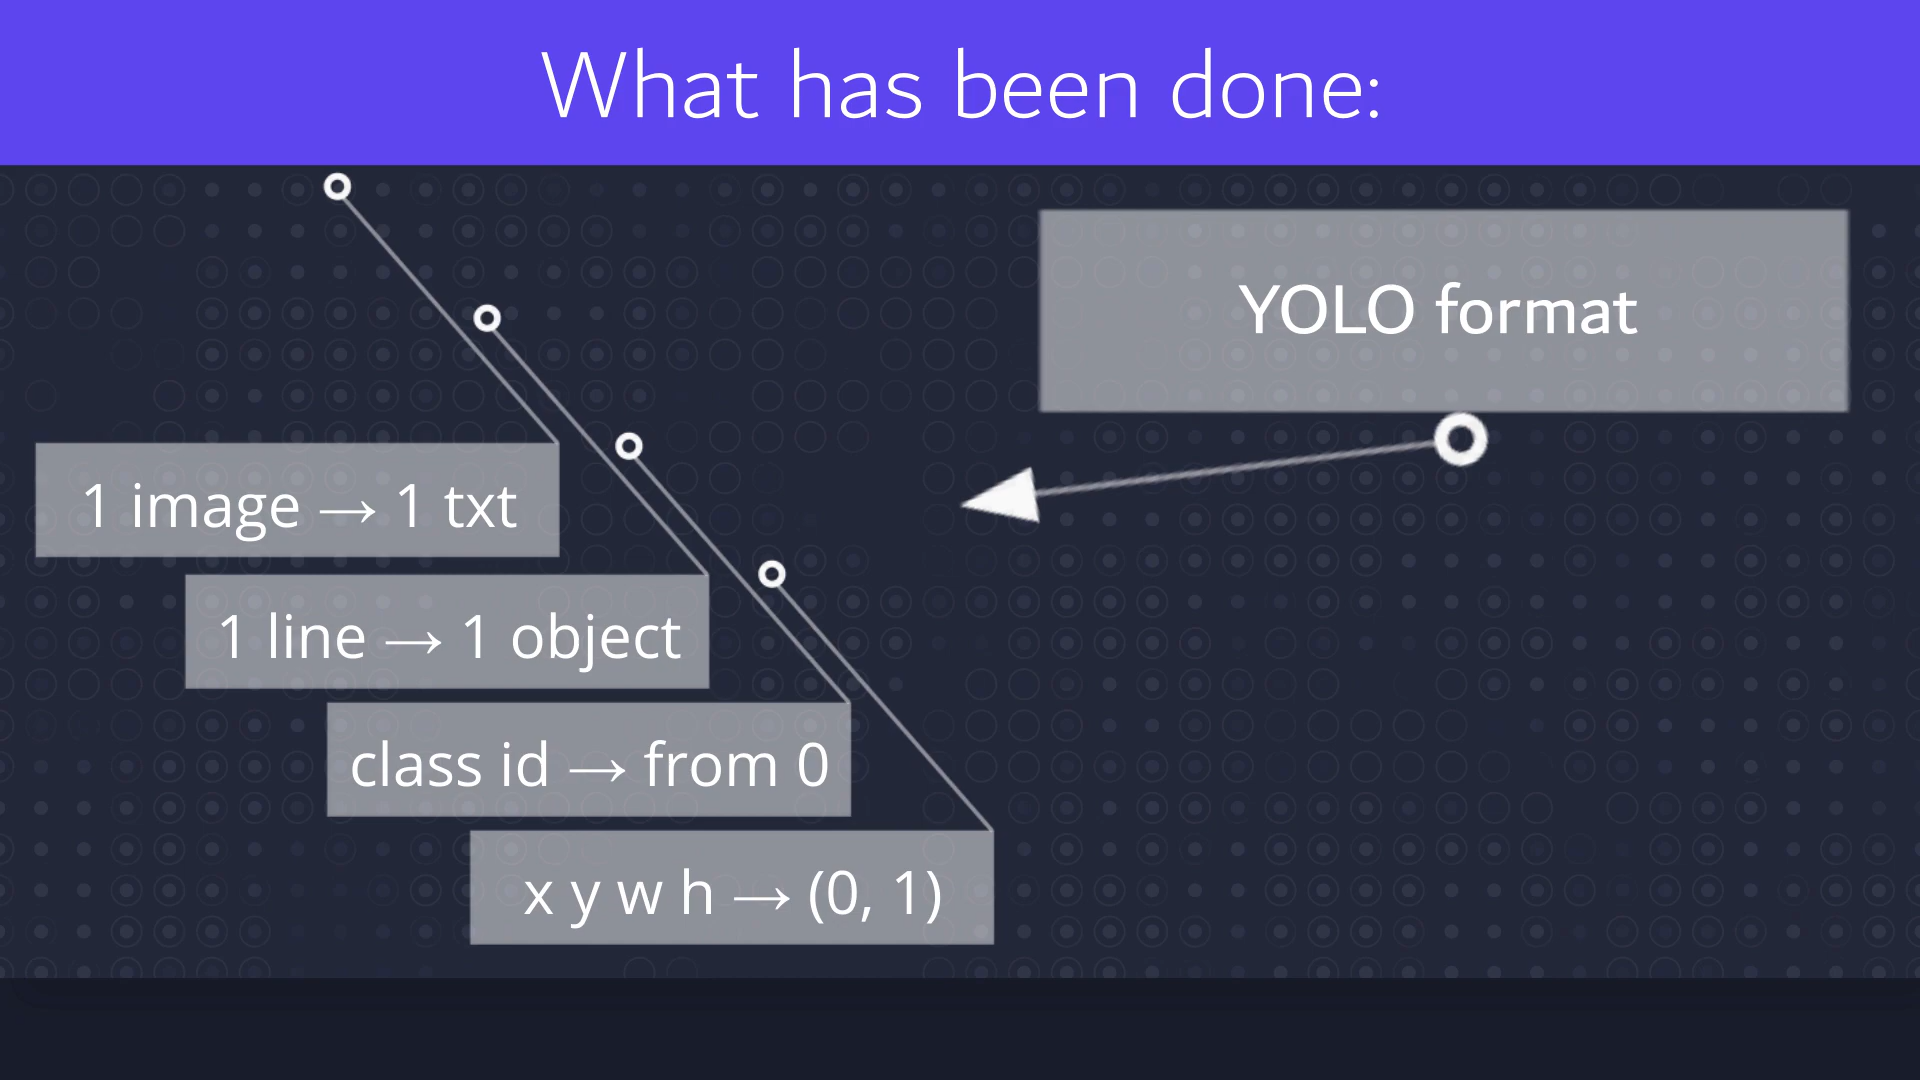 What has been done:
YOLO format
1 image → 1 txt
1 line → 1 object
class id → from 0
x y w h → (0, 1)